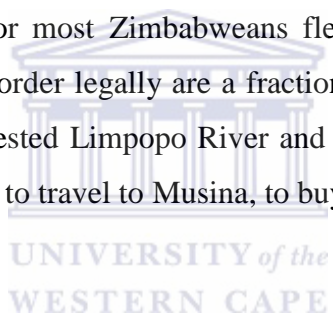 or most Zimbabweans fle
order legally are a fraction
ested Limpopo River and
to travel to Musina, to buy
UNIVERSITY of the
WESTERN CAPE